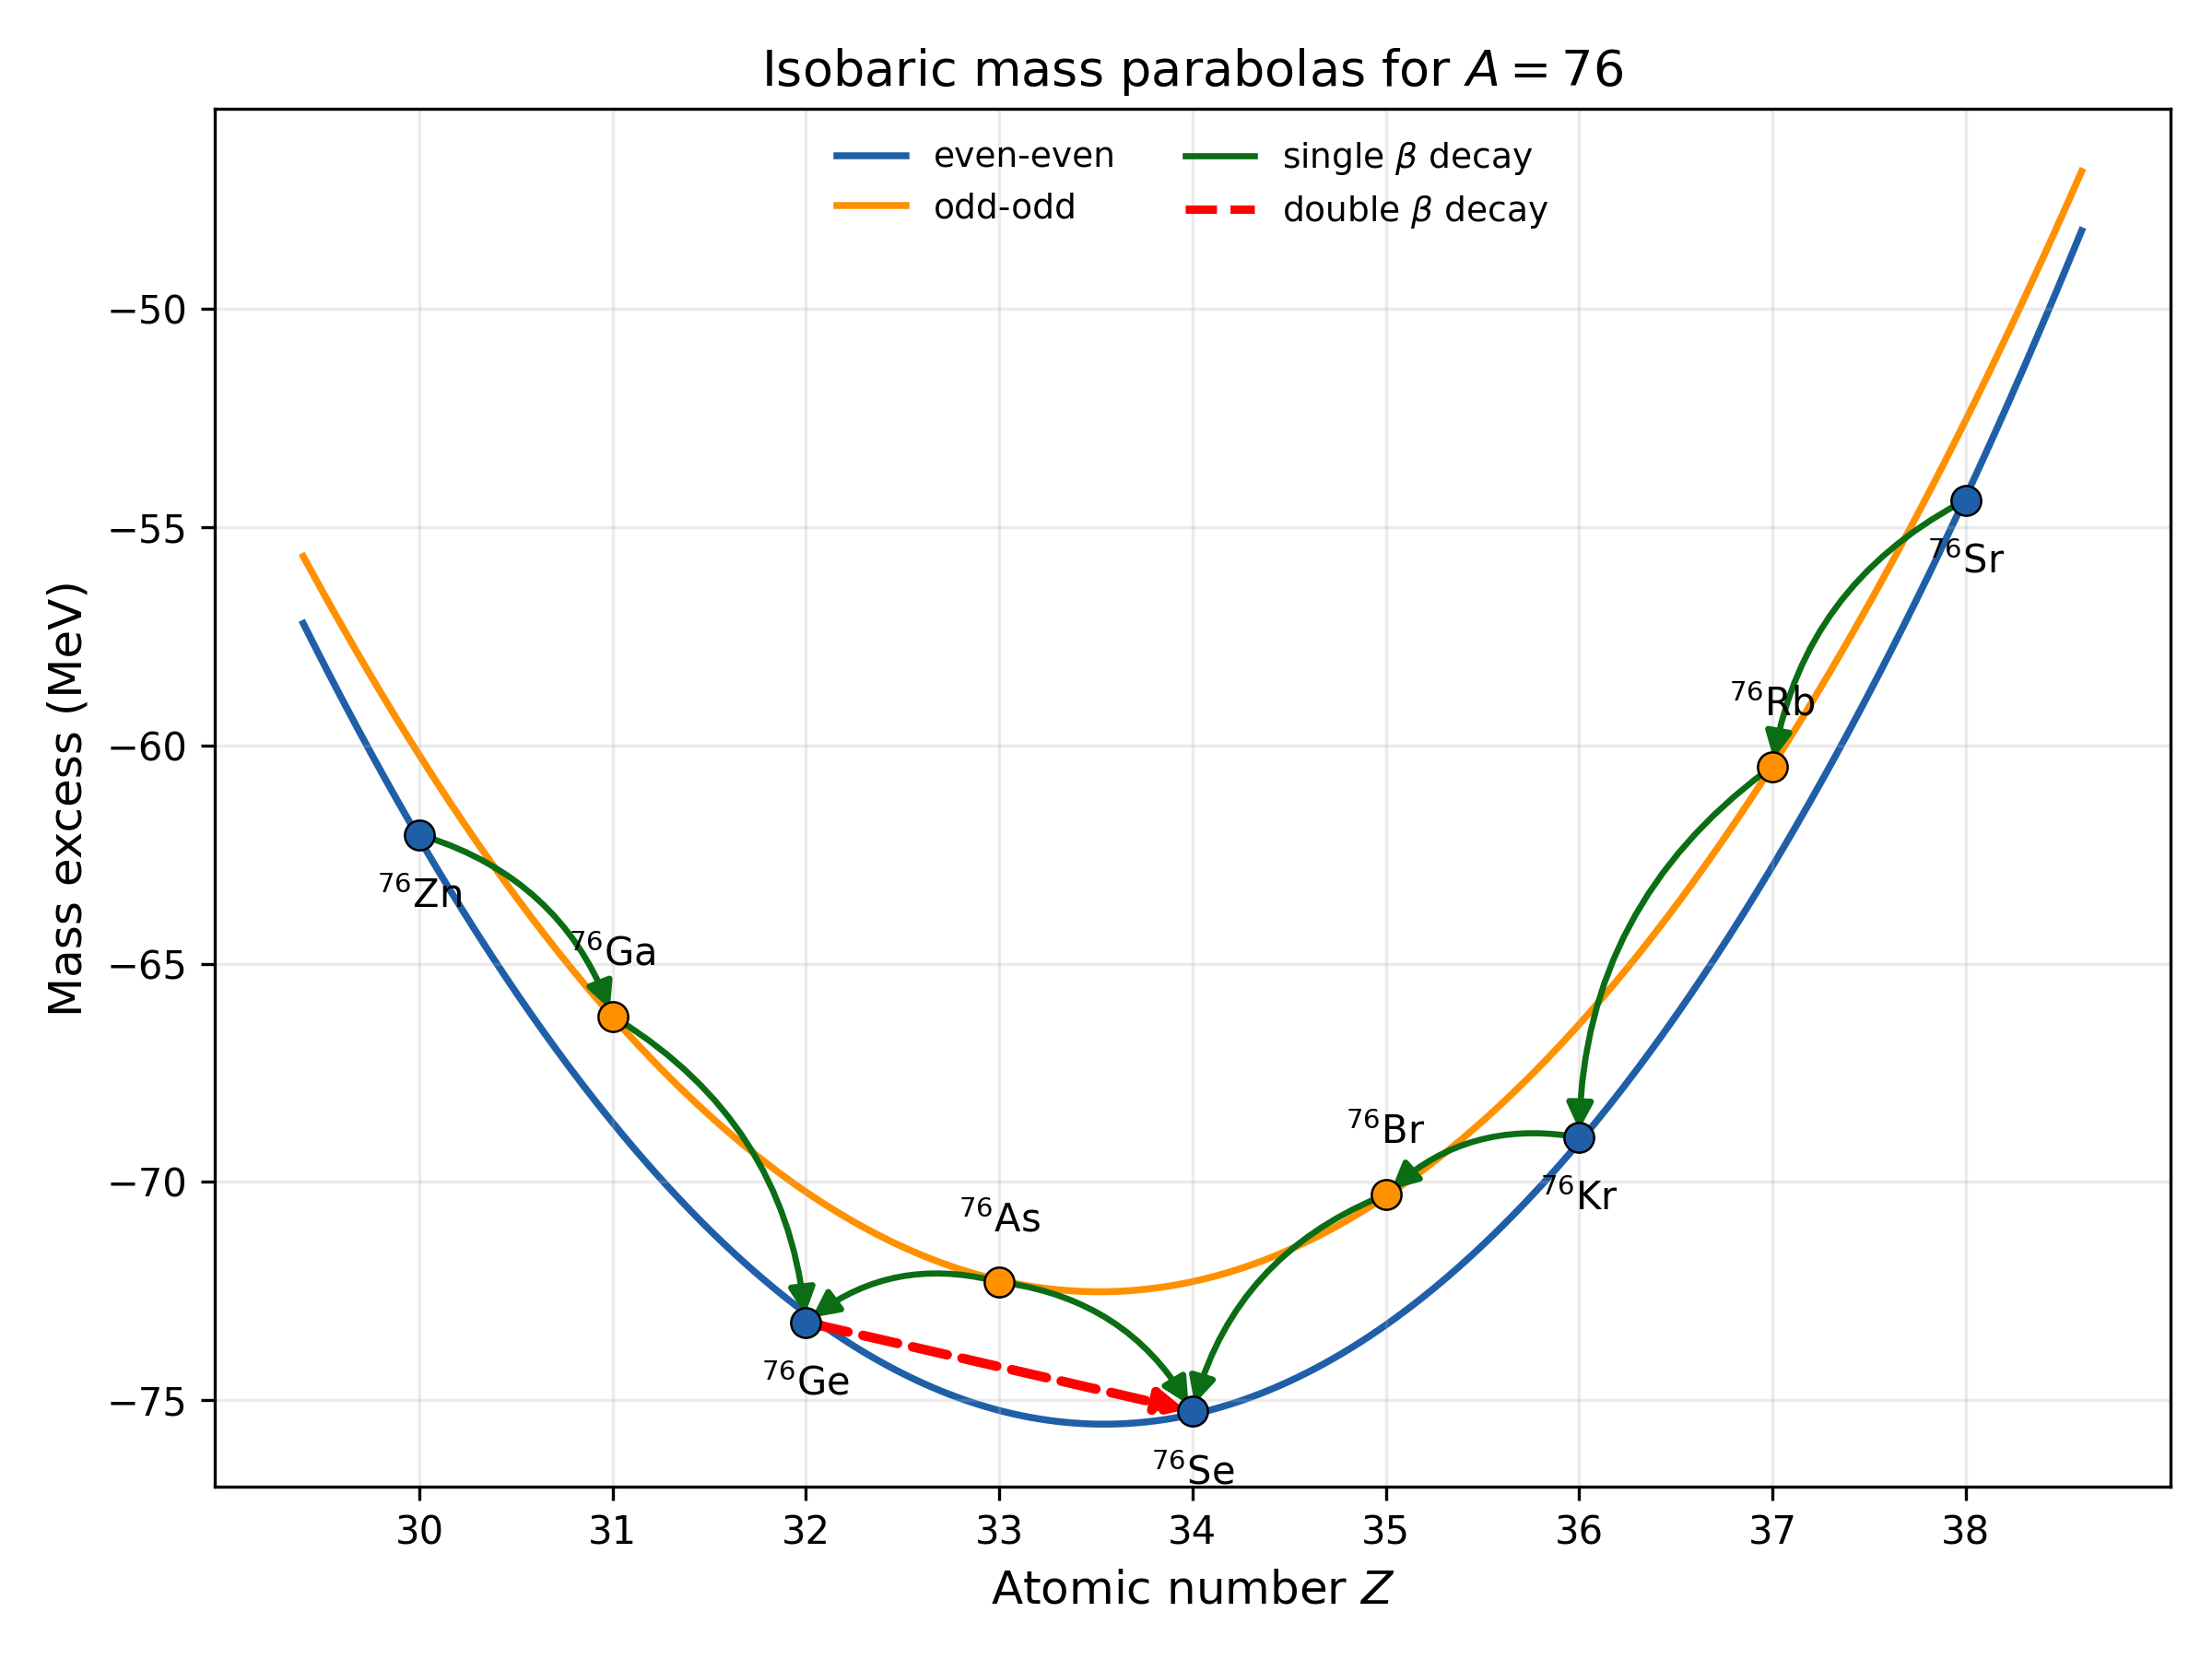 Isobaric mass parabolas for A = 76
even-even
odd-odd
single β decay
double β decay
Mass excess (MeV)
−50
−55
−60
−65
−70
−75
⁷⁶Sr
⁷⁶Rb
⁷⁶Zn
⁷⁶Ga
⁷⁶Br
⁷⁶Kr
⁷⁶As
⁷⁶Ge
⁷⁶Se
30 31 32 33 34 35 36 37 38
Atomic number Z